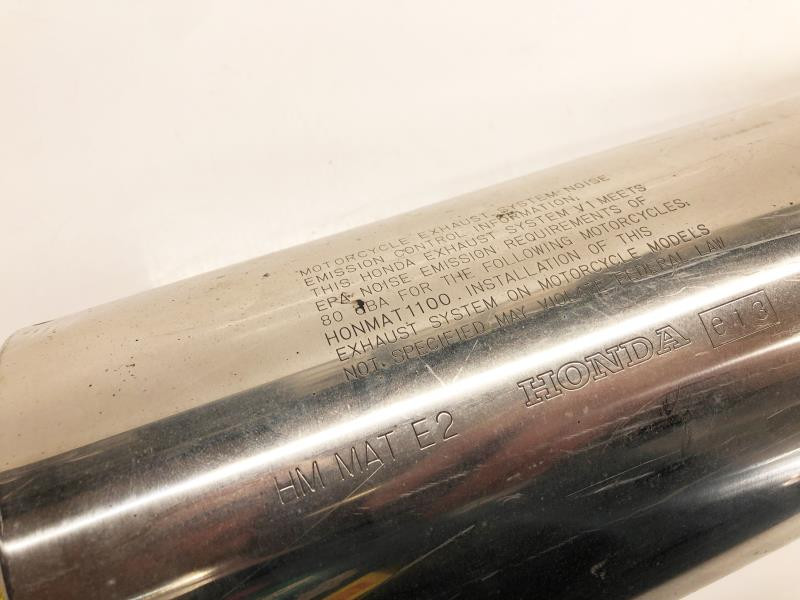 MOTORCYCLE EXHAUST SYSTEM NOISE
EMISSION CONTROL INFORMATION,
THIS HONDA EXHAUST SYSTEM V1 MEETS
EPA NOISE EMISSION REQUIREMENTS OF
80 dBA FOR THE FOLLOWING MOTORCYCLES:
HONMAT1100. INSTALLATION OF THIS
EXHAUST SYSTEM ON MOTORCYCLE MODELS
NOT SPECIFIED MAY VIOLATE FEDERAL LAW
HM MAT E2 HONDA e13